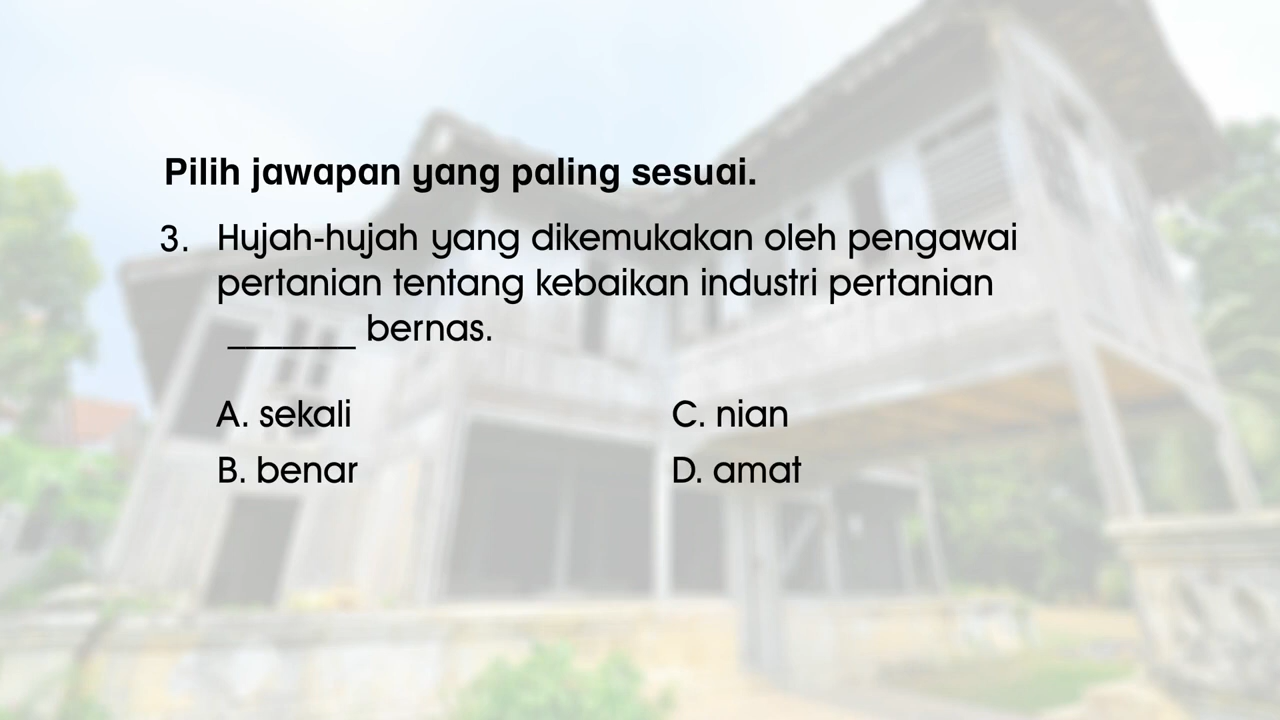 Pilih jawapan yang paling sesuai.
3. Hujah-hujah yang dikemukakan oleh pengawai
pertanian tentang kebaikan industri pertanian
_______ bernas.
A. sekali
C. nian
B. benar
D. amat